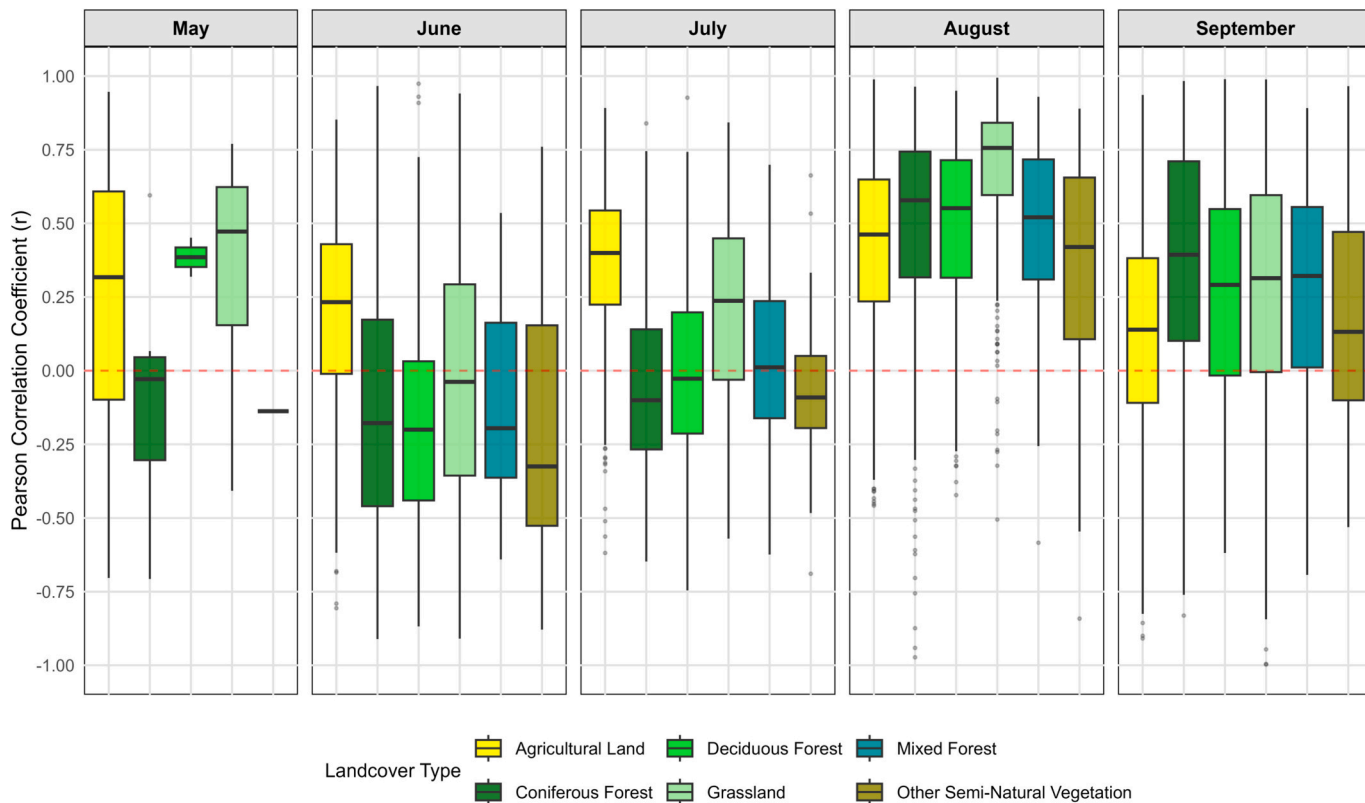 May June July August September
1.00
0.75
0.50
0.25
0.00
-0.25
-0.50
-0.75
-1.00
Pearson Correlation Coefficient (r)
Landcover Type
Agricultural Land Deciduous Forest Mixed Forest
Coniferous Forest Grassland Other Semi-Natural Vegetation